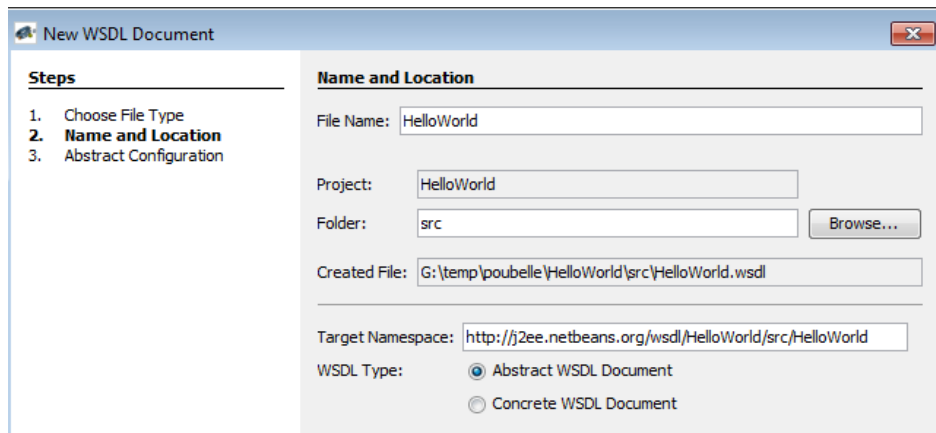 New WSDL Document
Steps
1. Choose File Type
2. Name and Location
3. Abstract Configuration
Name and Location
File Name: HelloWorld
Project: HelloWorld
Folder: src Browse...
Created File: G:\temp\poubelle\HelloWorld\src\HelloWorld.wsdl
Target Namespace: http://j2ee.netbeans.org/wsdl/HelloWorld/src/HelloWorld
WSDL Type: Abstract WSDL Document
Concrete WSDL Document